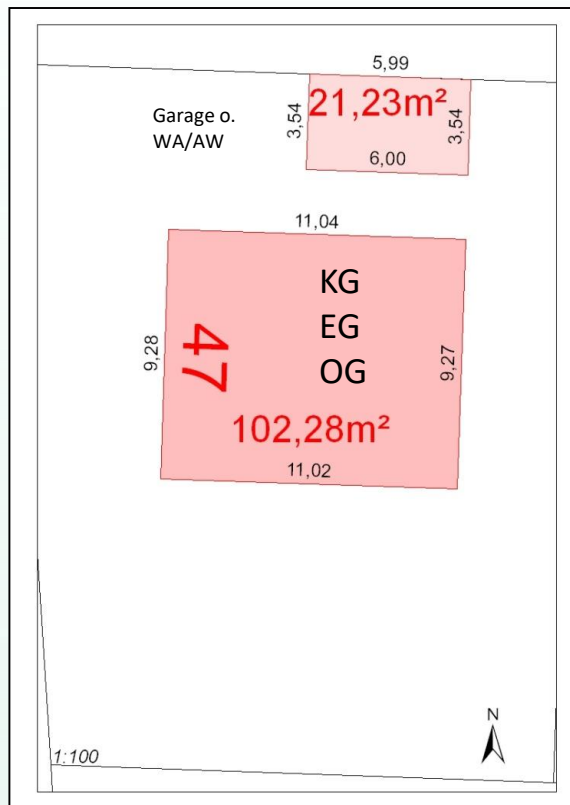 5,99
21,23m²
Garage o.
WA/AW
3,54
3,54
6,00
11,04
KG
EG
OG
9,28
47
9,27
102,28m²
11,02
N
1:100